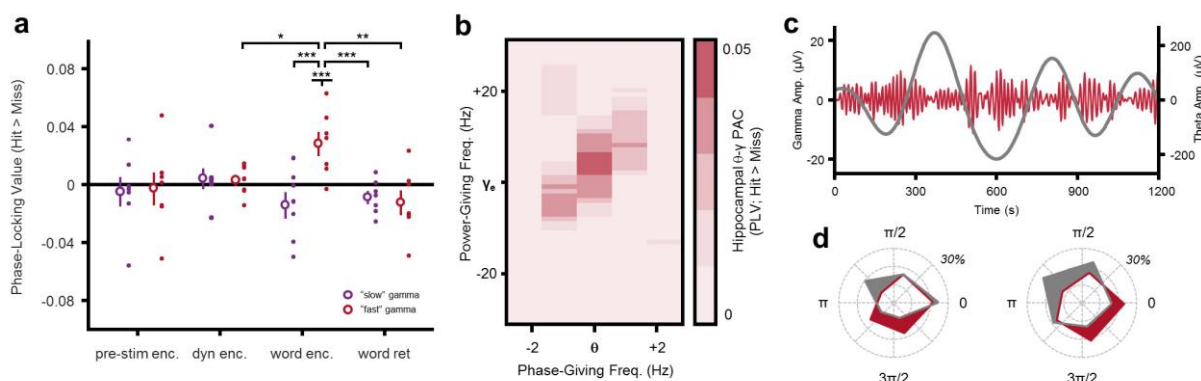 a
Phase-Locking Value (Hit > Miss)
0.08
0.04
0
-0.04
-0.08
*
**
***
***
***
"slow" gamma
"fast" gamma
pre-stim enc.
dyn enc.
word enc.
word ret
b
Power-Giving Freq. (Hz)
+20
γe
-20
-2
θ
+2
Phase-Giving Freq. (Hz)
0.05
0
Hippocampal θ-γ PAC
(PLV; Hit > Miss)
c
Gamma Amp. (µV)
20
0
-20
200
0
-200
Theta Amp. (µV)
0
300
600
900
1200
Time (s)
d
π/2
30%
π
0
3π/2
π/2
30%
π
0
3π/2